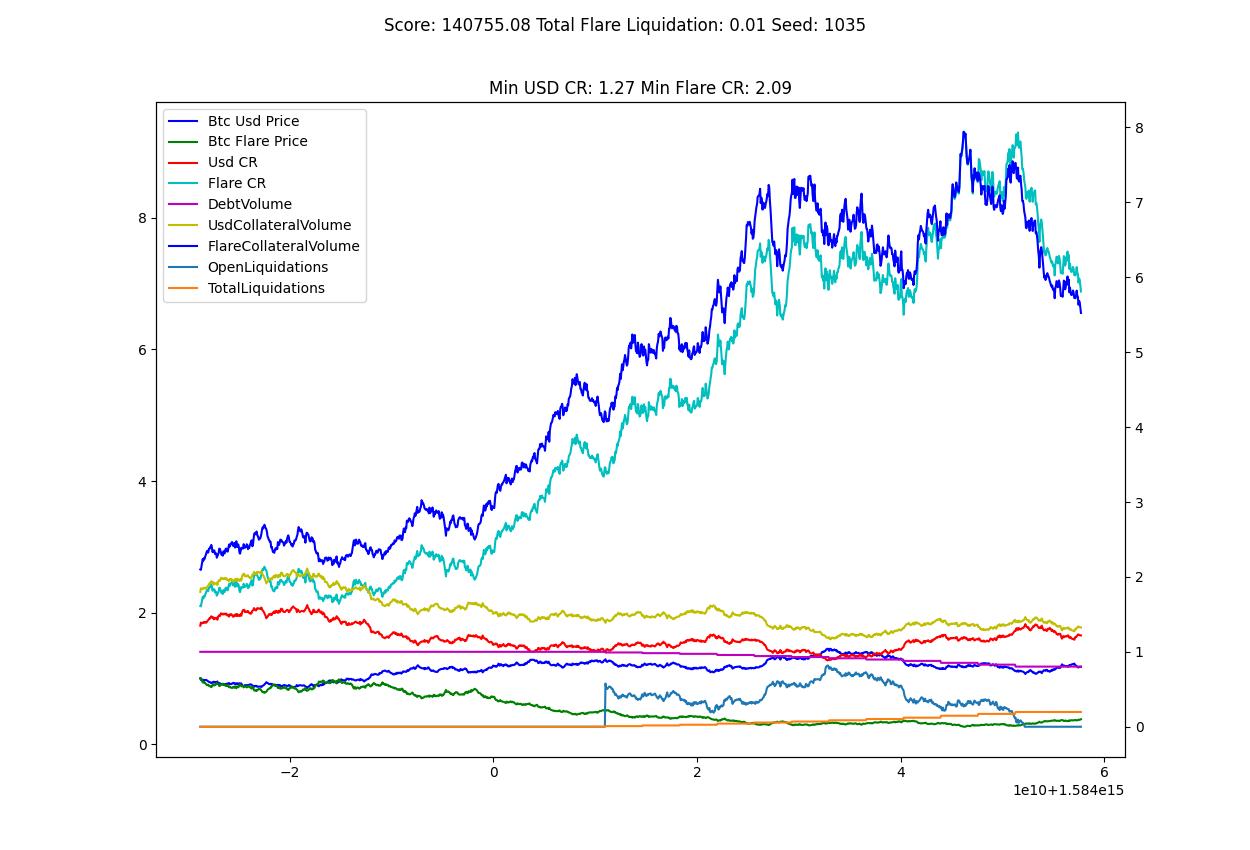 Score: 140755.08 Total Flare Liquidation: 0.01 Seed: 1035
Min USD CR: 1.27 Min Flare CR: 2.09
Btc Usd Price
Btc Flare Price
Usd CR
Flare CR
DebtVolume
UsdCollateralVolume
FlareCollateralVolume
OpenLiquidations
TotalLiquidations
8
6
4
2
0
8
7
6
5
4
3
2
1
0
−2
0
2
4
6
1e10+1.584e15